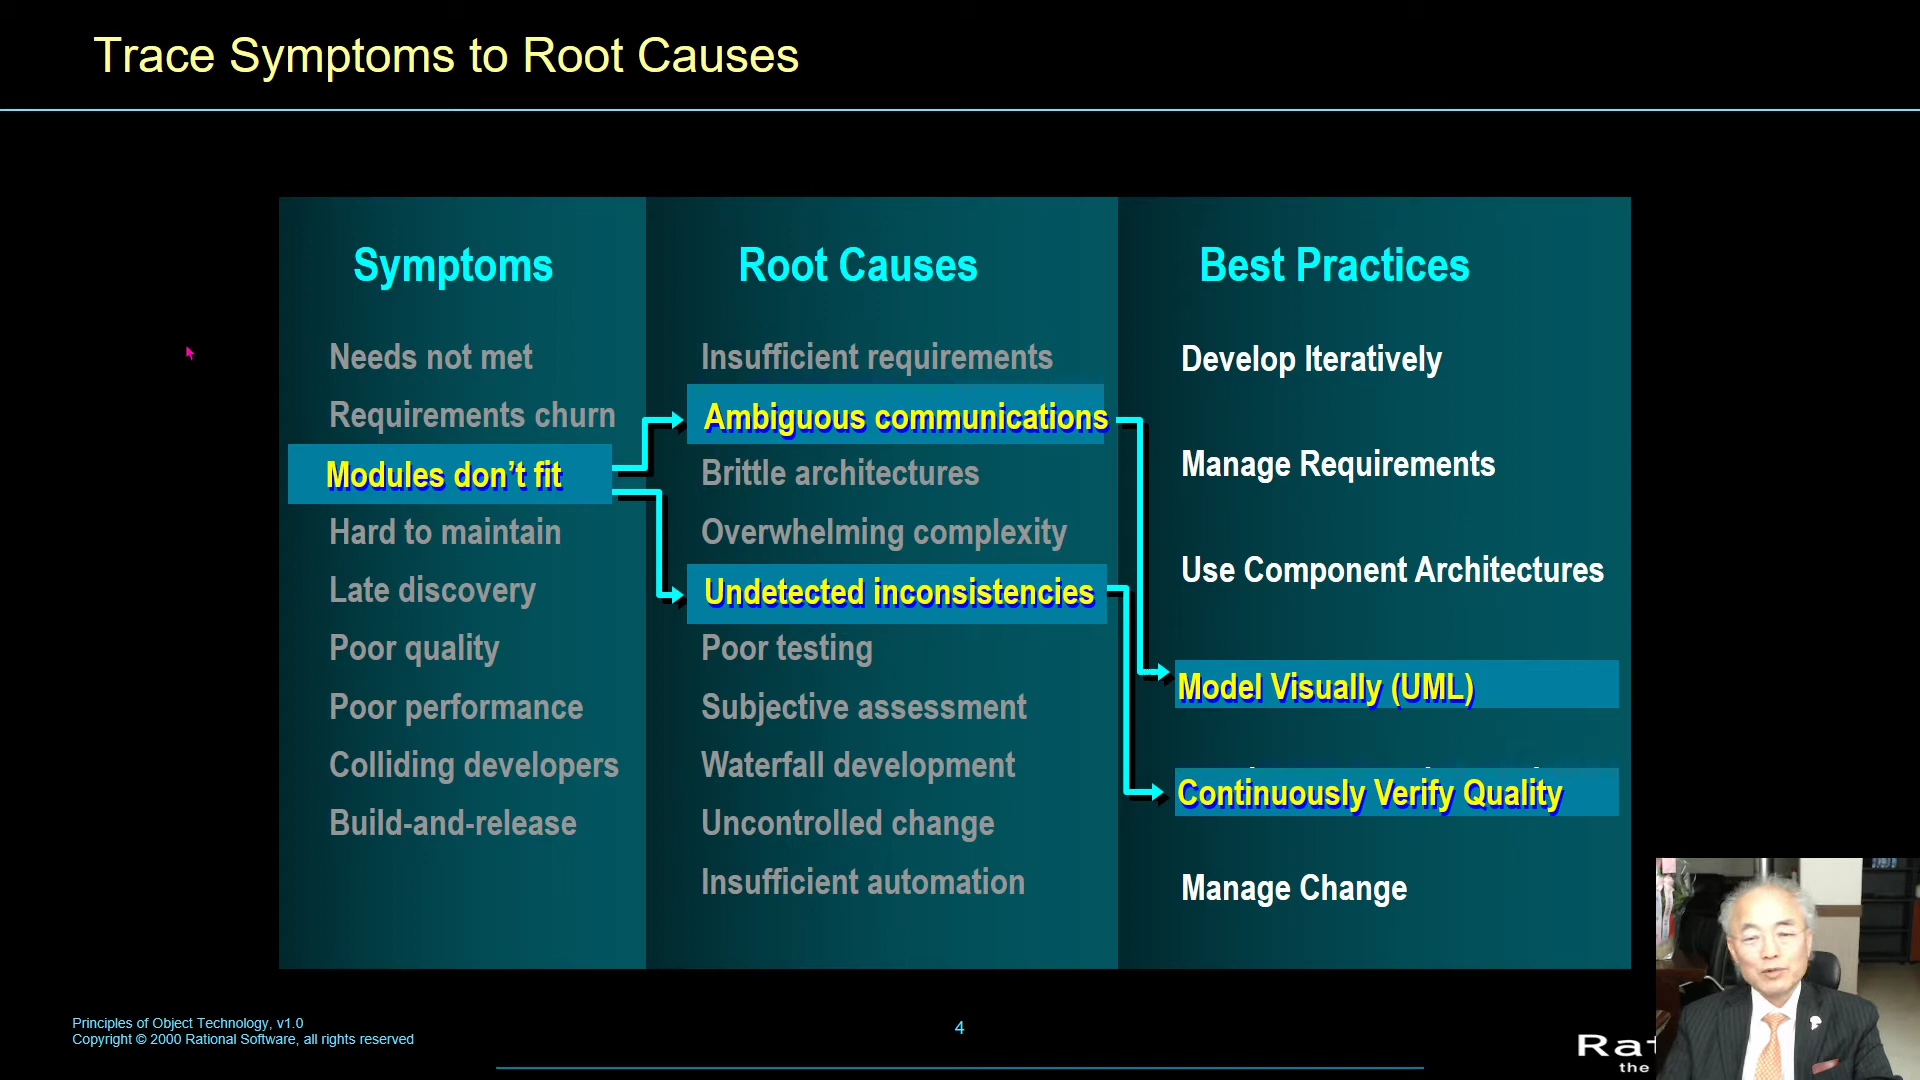 Trace Symptoms to Root Causes
Symptoms
Needs not met
Requirements churn
Modules don’t fit
Hard to maintain
Late discovery
Poor quality
Poor performance
Colliding developers
Build-and-release
Root Causes
Insufficient requirements
Ambiguous communications
Brittle architectures
Overwhelming complexity
Undetected inconsistencies
Poor testing
Subjective assessment
Waterfall development
Uncontrolled change
Insufficient automation
Best Practices
Develop Iteratively
Manage Requirements
Use Component Architectures
Model Visually (UML)
Continuously Verify Quality
Manage Change
Principles of Object Technology, v1.0
Copyright © 2000 Rational Software, all rights reserved
4
the